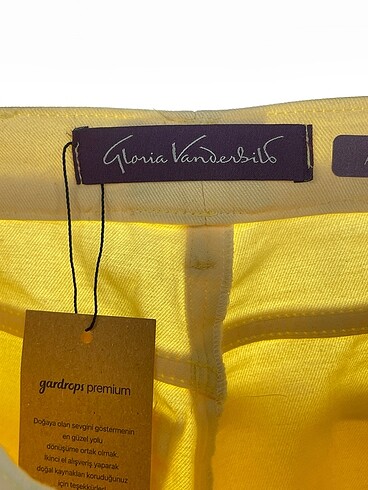 Gloria Vanderbilt
gardrops premium
Doğaya olan sevgini göstermenin
en güzel yolu
dönüşüme ortak olmak.
İkinci el alışveriş yaparak
doğal kaynakları koruduğunuz
için teşekkürler!